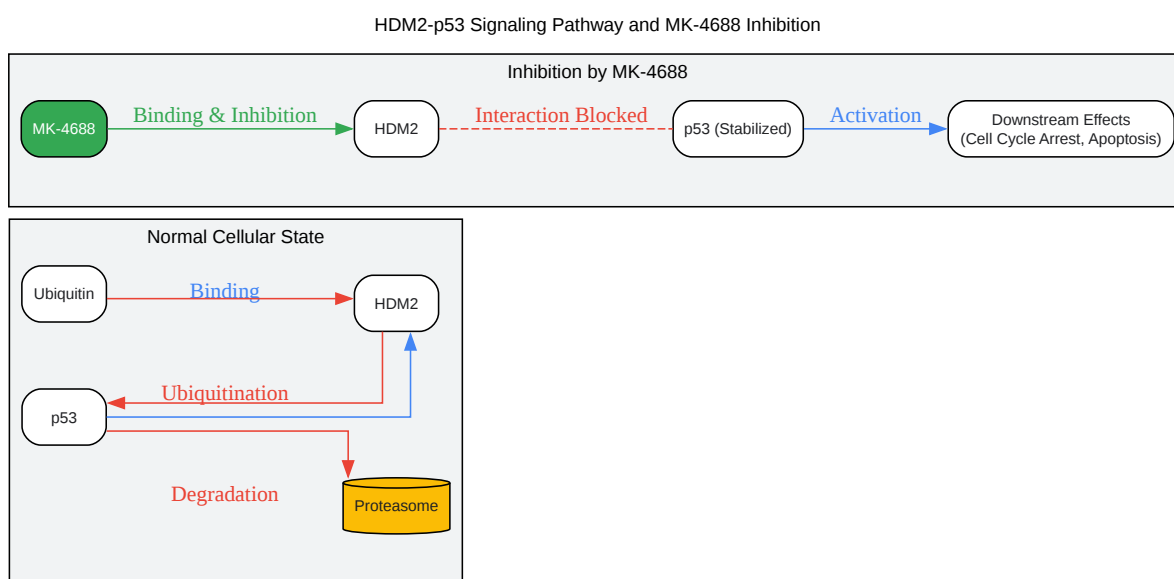 HDM2-p53 Signaling Pathway and MK-4688 Inhibition
Inhibition by MK-4688
MK-4688
Binding & Inhibition
HDM2
Interaction Blocked
p53 (Stabilized)
Activation
Downstream Effects
(Cell Cycle Arrest, Apoptosis)
Normal Cellular State
Ubiquitin
Binding
HDM2
Ubiquitination
p53
Degradation
Proteasome